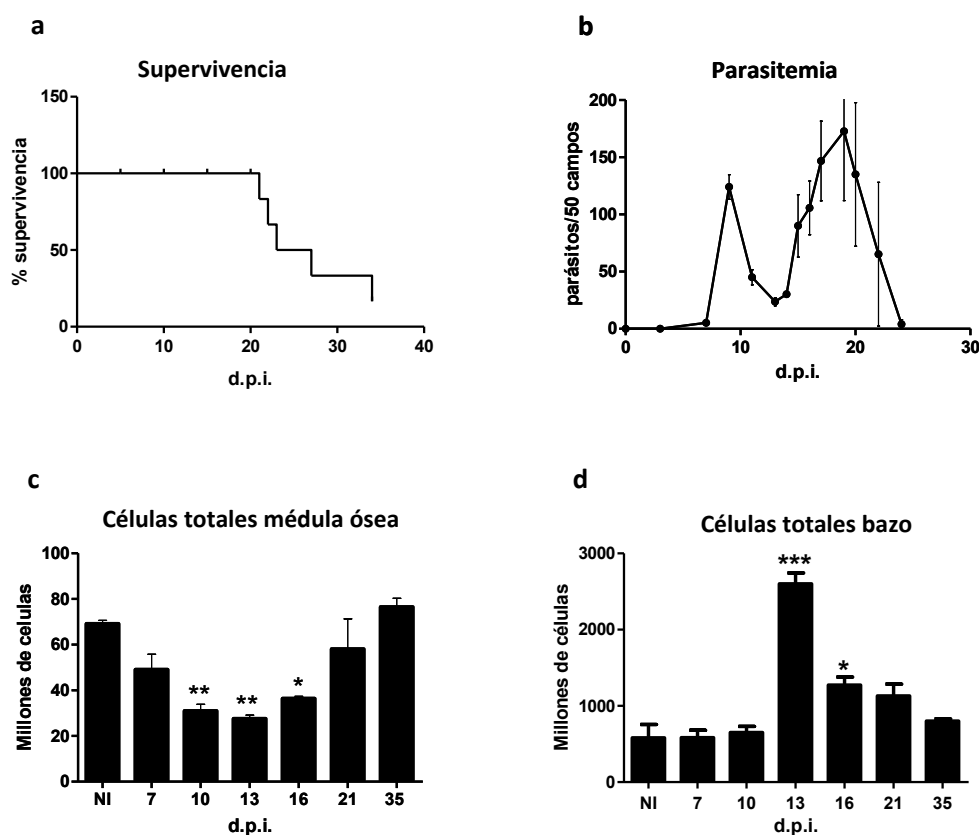 a
Supervivencia
150
100
50
0
% supervivencia
0 10 20 30 40
d.p.i.
b
Parasitemia
200
150
100
50
0
parásitos/50 campos
0 10 20 30
d.p.i.
c
Células totales médula ósea
100
80
60
40
20
0
Millones de celulas
** ** *
NI 7 10 13 16 21 35
d.p.i.
d
Células totales bazo
3000
2000
1000
0
Millones de células
***
*
NI 7 10 13 16 21 35
d.p.i.